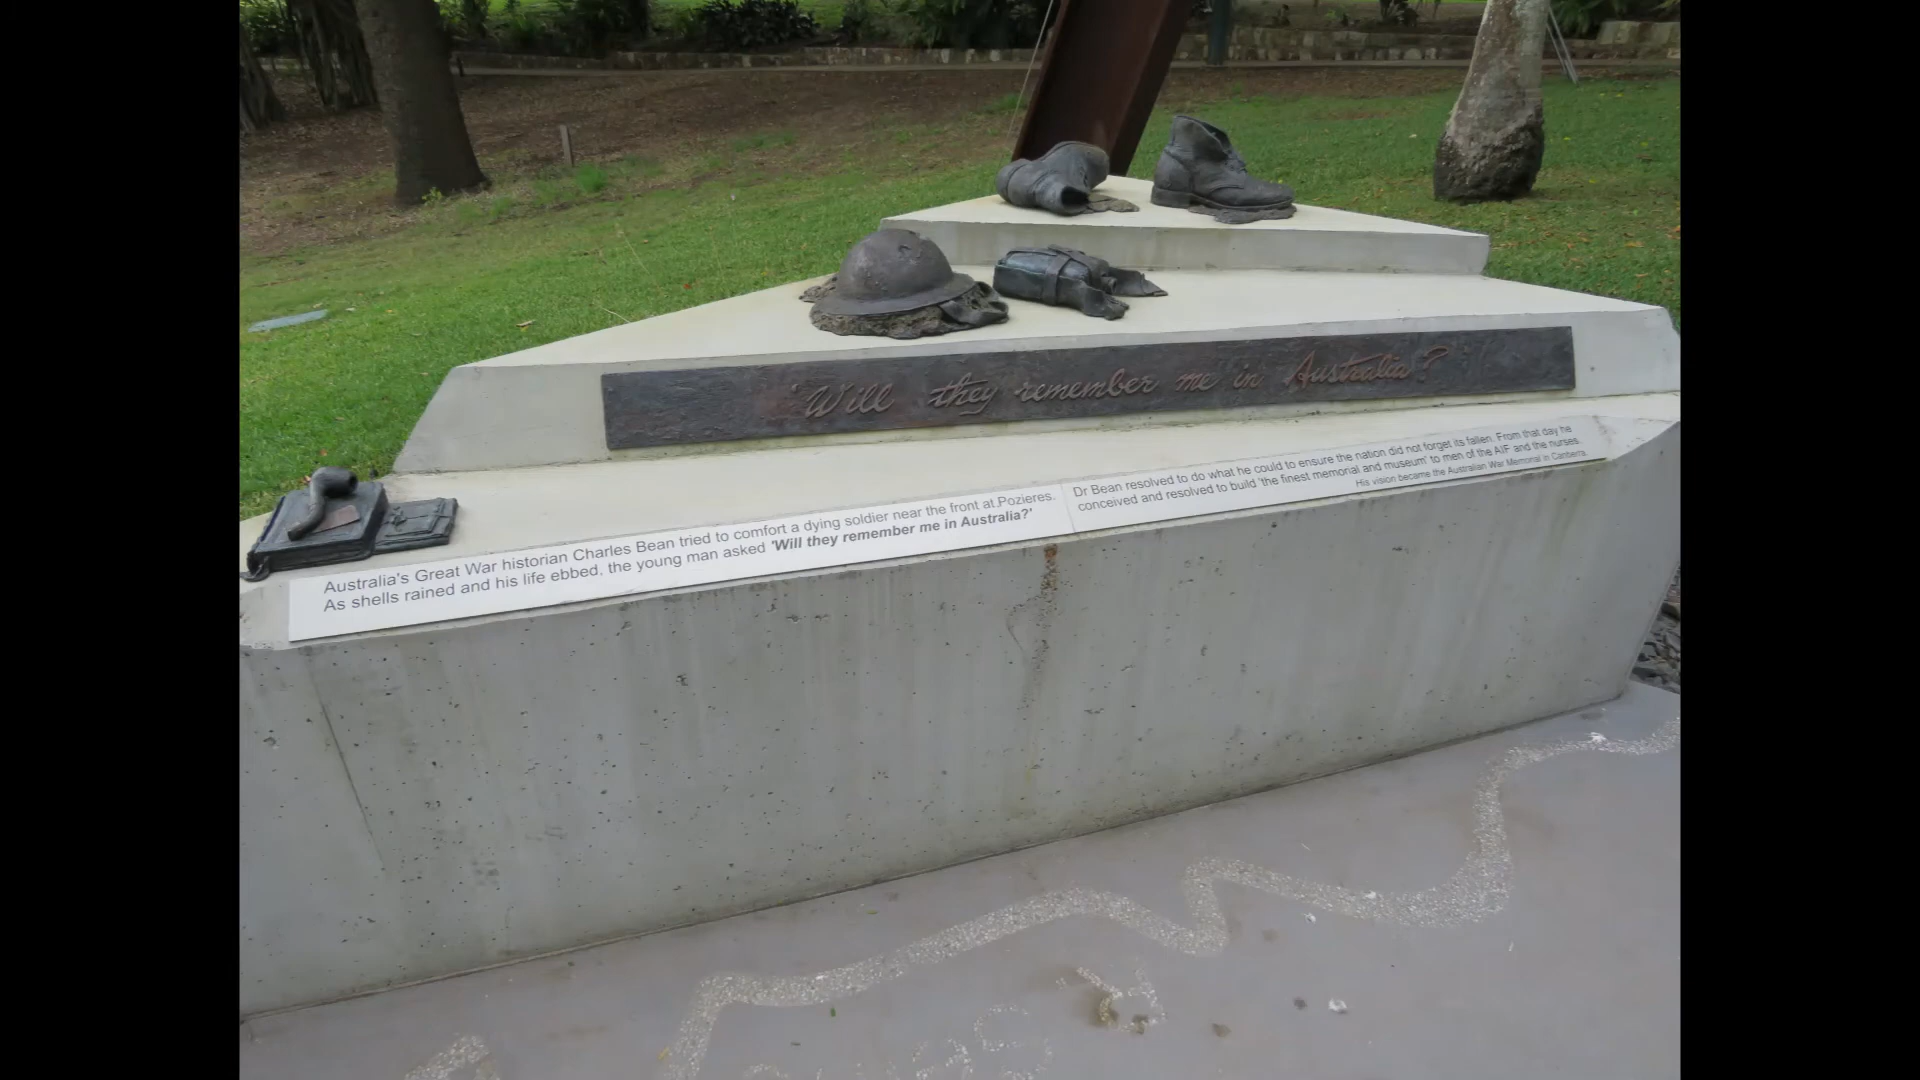 'Will they remember me in Australia?'
Australia's Great War historian Charles Bean tried to comfort a dying soldier near the front at Pozieres.
As shells rained and his life ebbed, the young man asked 'Will they remember me in Australia?'
Dr Bean resolved to do what he could to ensure the nation did not forget its fallen. From that day he
conceived and resolved to build 'the finest memorial and museum' to men of the AIF and the nurses.
His vision became the Australian War Memorial in Canberra.